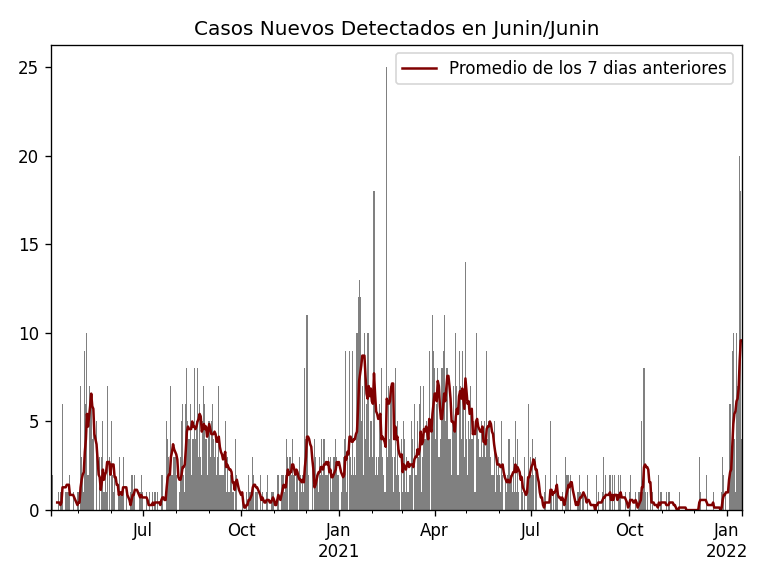 Casos Nuevos Detectados en Junin/Junin
Promedio de los 7 dias anteriores
25
20
15
10
5
0
Jul Oct Jan Apr Jul Oct Jan
2021 2022